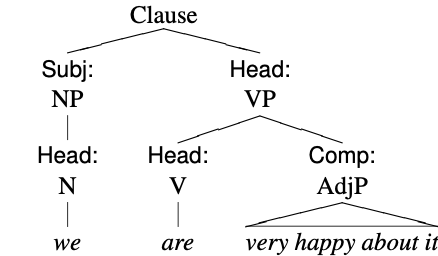 Clause
Subj: Head:
NP VP
Head: Head: Comp:
N V AdjP
we are very happy about it